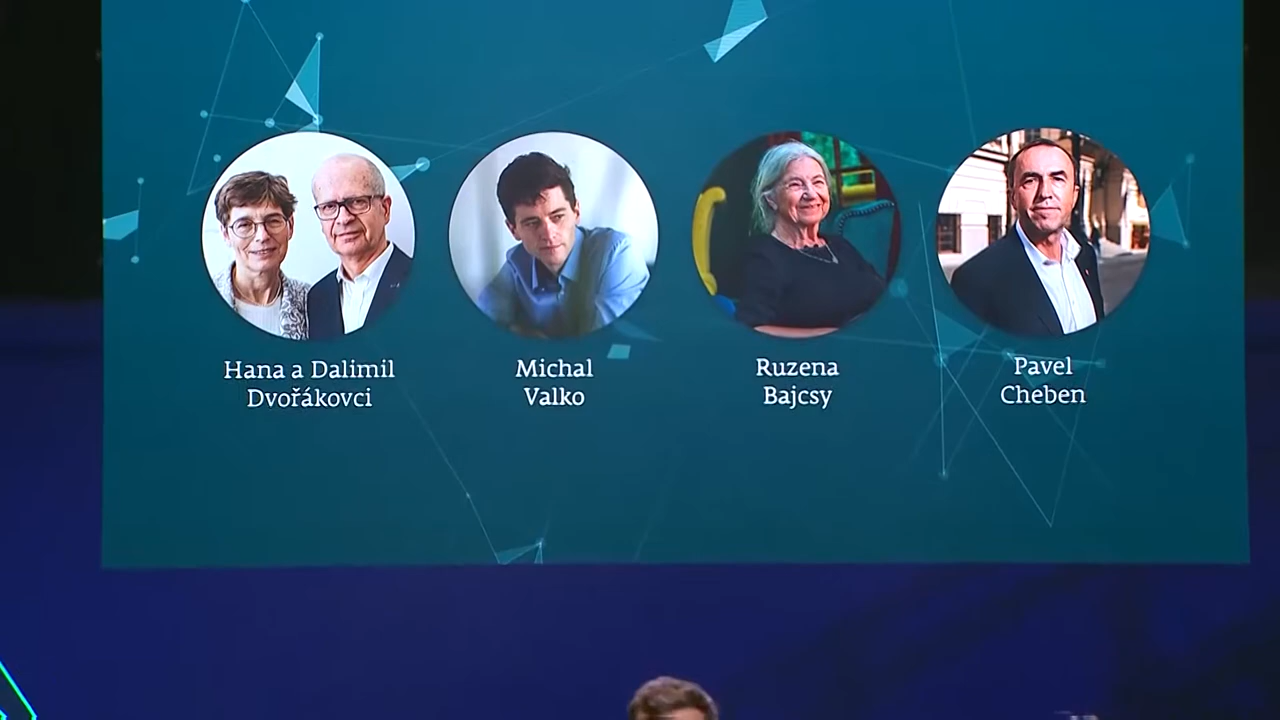 Hana a Dalimil
Dvořákovci
Michal
Valko
Ruzena
Bajcsy
Pavel
Cheben